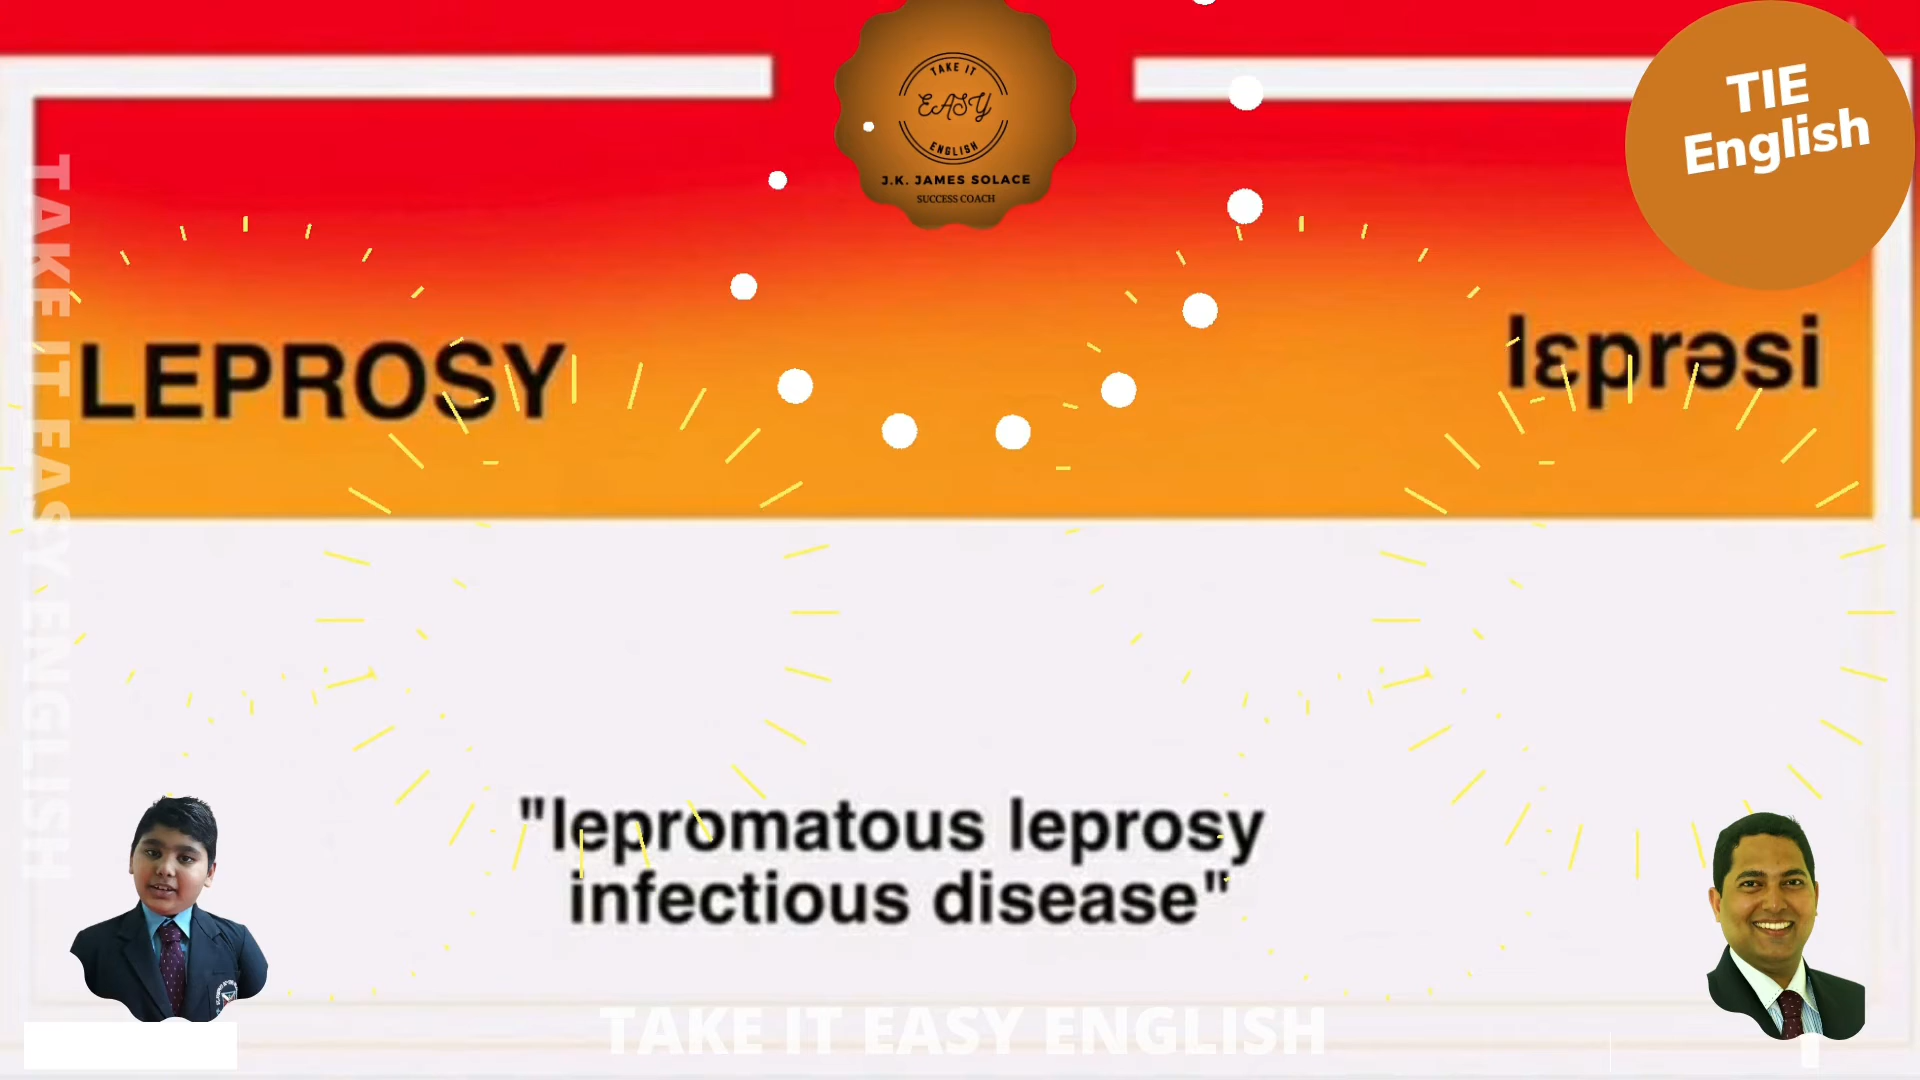 TAKE IT
EASY
ENGLISH
J.K. JAMES SOLACE
SUCCESS COACH
TIE
English
TAKE IT EASY ENGLISH
LEPROSY
lɛprəsi
"lepromatous leprosy
infectious disease"
TAKE IT EASY ENGLISH